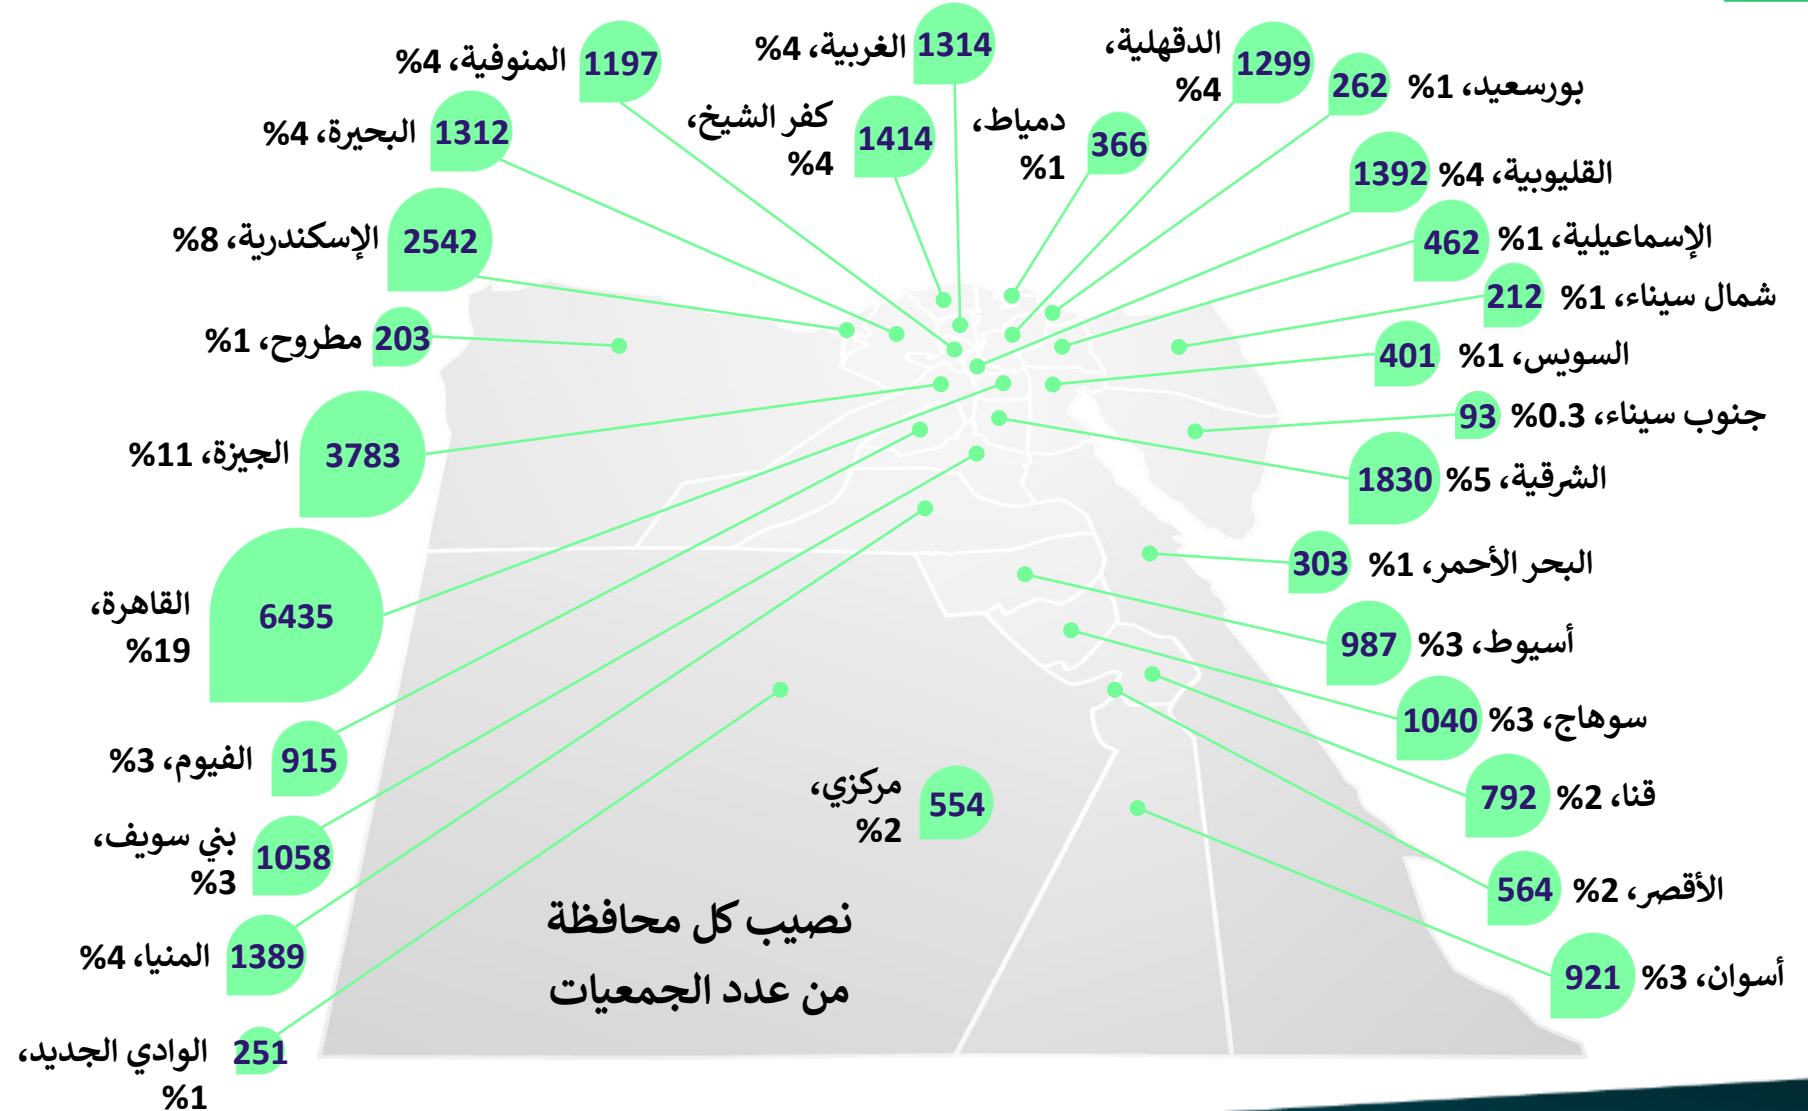 المنوفية، 4%
1197
الغربية، 4%
1314
الدقهلية،
4%
1299
بورسعيد، 1%
262
البحيرة، 4%
1312
كفر الشيخ،
4%
1414
دمياط،
1%
366
القليوبية، 4%
1392
الإسكندرية، 8%
2542
الإسماعيلية، 1%
462
شمال سيناء، 1%
212
مطروح، 1%
203
السويس، 1%
401
جنوب سيناء، 0.3%
93
الجيزة، 11%
3783
الشرقية، 5%
1830
البحر الأحمر، 1%
303
القاهرة،
19%
6435
أسيوط، 3%
987
سوهاج، 3%
1040
الفيوم، 3%
915
قنا، 2%
792
مركزي،
2%
554
بني سويف،
3%
1058
الأقصر، 2%
564
المنيا، 4%
1389
أسوان، 3%
921
الوادي الجديد،
1%
251
نصيب كل محافظة
من عدد الجمعيات